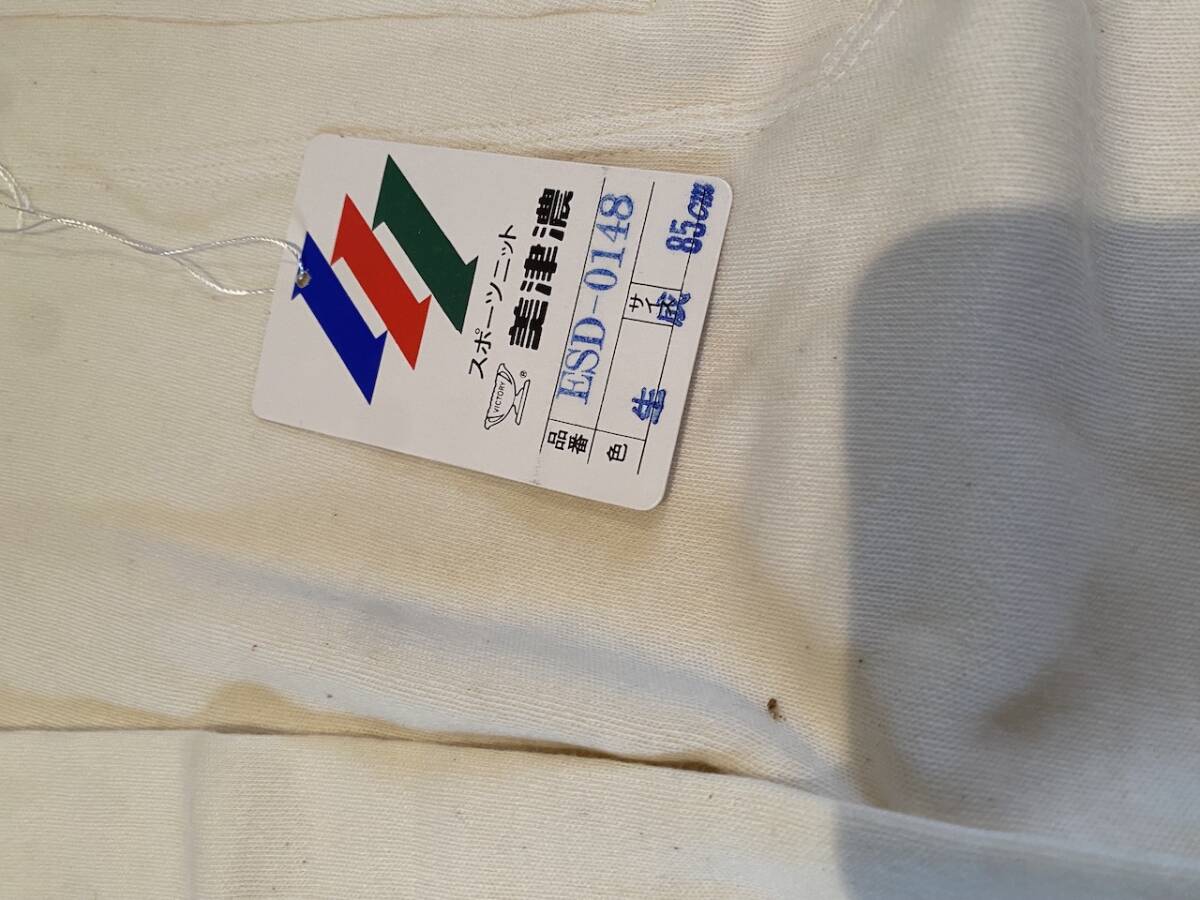 スポーツニット
VICTORY
®
美津濃
品番 ESD-0148
色 生成
サイズ 85cm